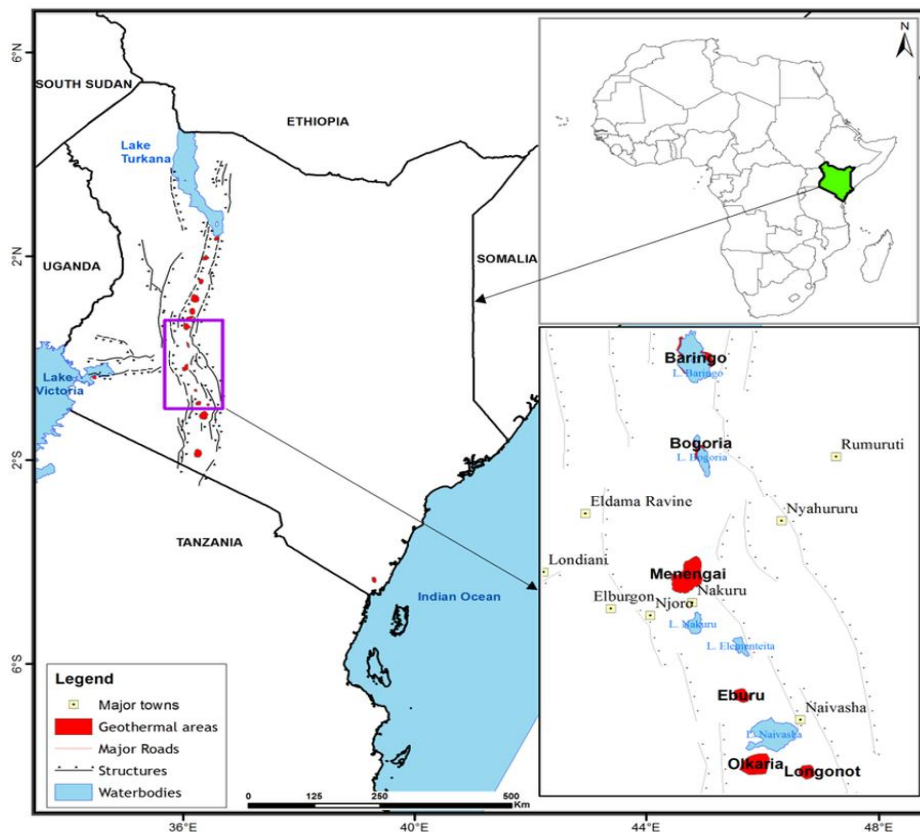 6°N
SOUTH SUDAN
ETHIOPIA
Lake
Turkana
2°N
UGANDA
SOMALIA
Lake
Victoria
2°S
TANZANIA
Indian Ocean
6°S
Legend
Major towns
Geothermal areas
Major Roads
Structures
Waterbodies
0 125 250 500
Km
36°E
40°E
44°E
48°E
N
Baringo
L. Baringo
Bogoria
L. Bogoria
Rumuruti
Eldama Ravine
Nyahururu
Londiani
Menengai
Nakuru
Elburgon
Njoro
L. Nakuru
L. Elementeita
Eburu
Naivasha
L. Naivasha
Olkaria
Longonot